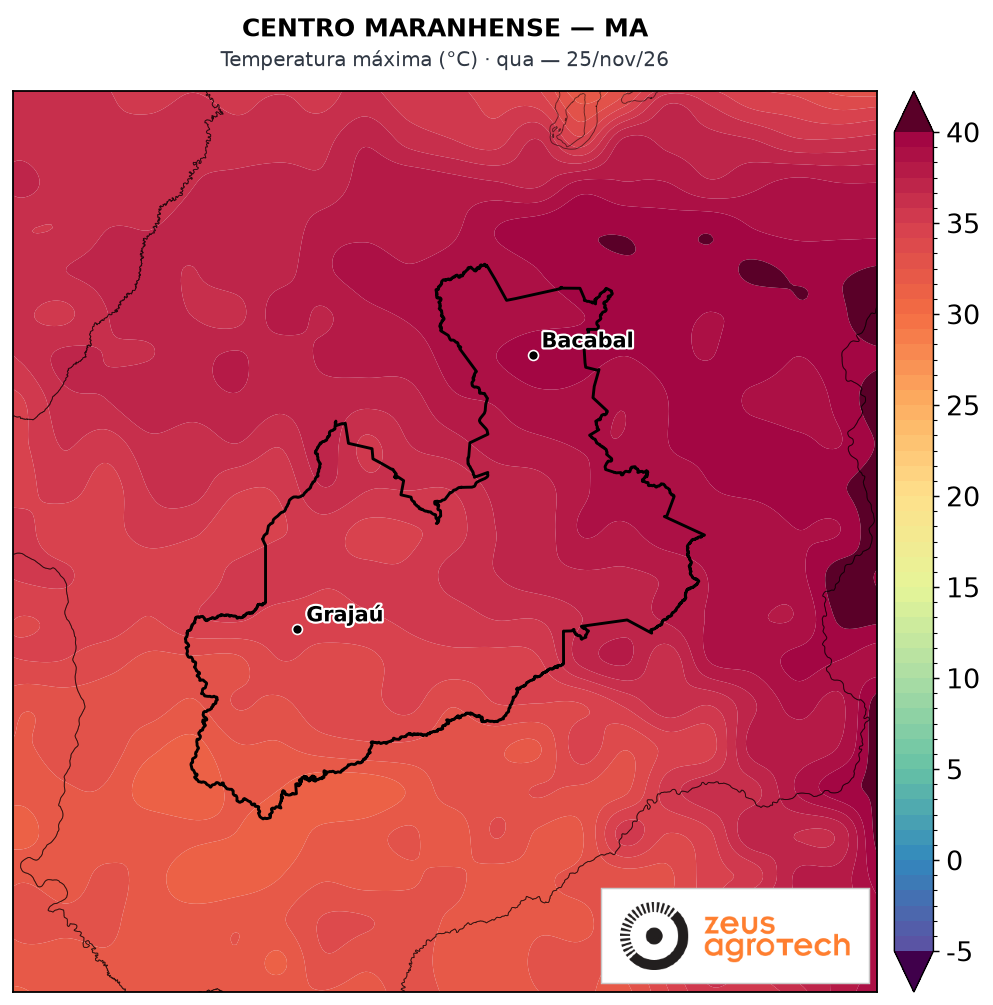 CENTRO MARANHENSE — MA
Temperatura máxima (°C) · qua — 25/nov/26
40
35
30
25
20
15
10
5
0
-5
Bacabal
Grajaú
zeus
agrotech